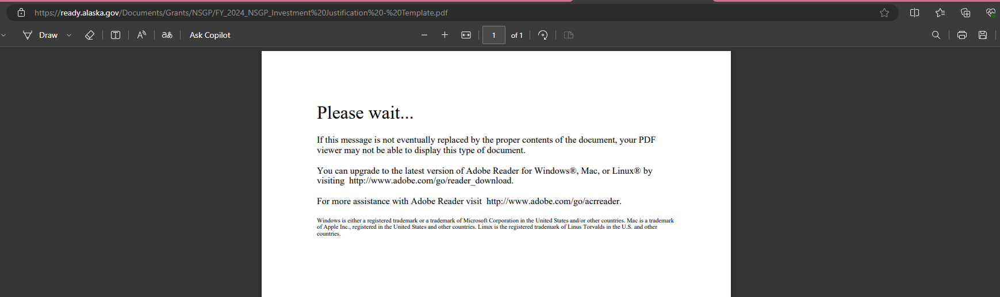 https://ready.alaska.gov/Documents/Grants/NSGP/FY_2024_NSGP_Investment%20Justification%20-%20Template.pdf
Draw
T
A
aあ
Ask Copilot
1
of 1
Please wait...
If this message is not eventually replaced by the proper contents of the document, your PDF
viewer may not be able to display this type of document.
You can upgrade to the latest version of Adobe Reader for Windows®, Mac, or Linux® by
visiting  http://www.adobe.com/go/reader_download.
For more assistance with Adobe Reader visit  http://www.adobe.com/go/acrreader.
Windows is either a registered trademark or a trademark of Microsoft Corporation in the United States and/or other countries. Mac is a trademark
of Apple Inc., registered in the United States and other countries. Linux is the registered trademark of Linus Torvalds in the U.S. and other
countries.